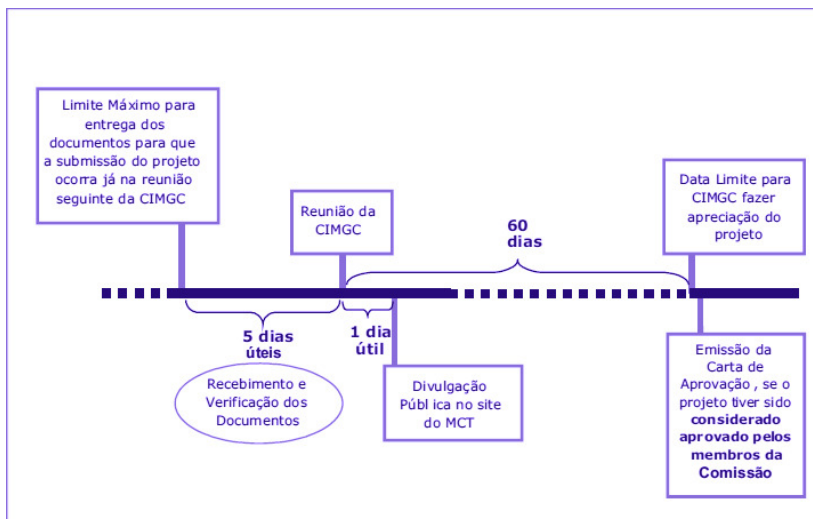 Limite Máximo para
entrega dos
documentos para que
a submissão do projeto
ocorra já na reunião
seguinte da CIMGC
Reunião da
CIMGC
60
dias
Data Limite para
CIMGC fazer
apreciação do
projeto
5 dias
úteis
1 dia
útil
Recebimento e
Verificação dos
Documentos
Divulgação
Pública no site
do MCT
Emissão da
Carta de
Aprovação , se o
projeto tiver sido
considerado
aprovado pelos
membros da
Comissão